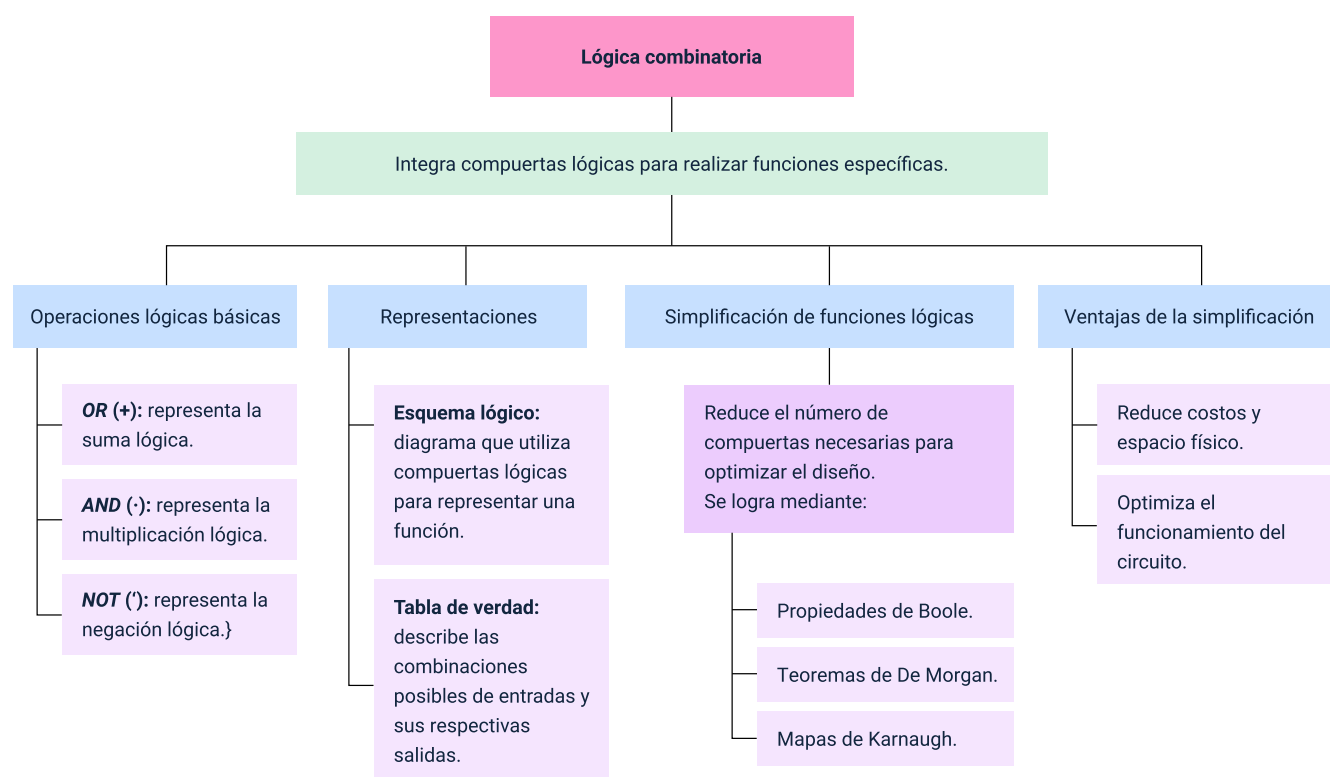 Lógica combinatoria
Integra compuertas lógicas para realizar funciones específicas.
Operaciones lógicas básicas
OR (+): representa la
suma lógica.
AND (·): representa la
multiplicación lógica.
NOT (‘): representa la
negación lógica.}
Representaciones
Esquema lógico:
diagrama que utiliza
compuertas lógicas
para representar una
función.
Tabla de verdad:
describe las
combinaciones
posibles de entradas y
sus respectivas
salidas.
Simplificación de funciones lógicas
Reduce el número de
compuertas necesarias para
optimizar el diseño.
Se logra mediante:
Propiedades de Boole.
Teoremas de De Morgan.
Mapas de Karnaugh.
Ventajas de la simplificación
Reduce costos y
espacio físico.
Optimiza el
funcionamiento del
circuito.